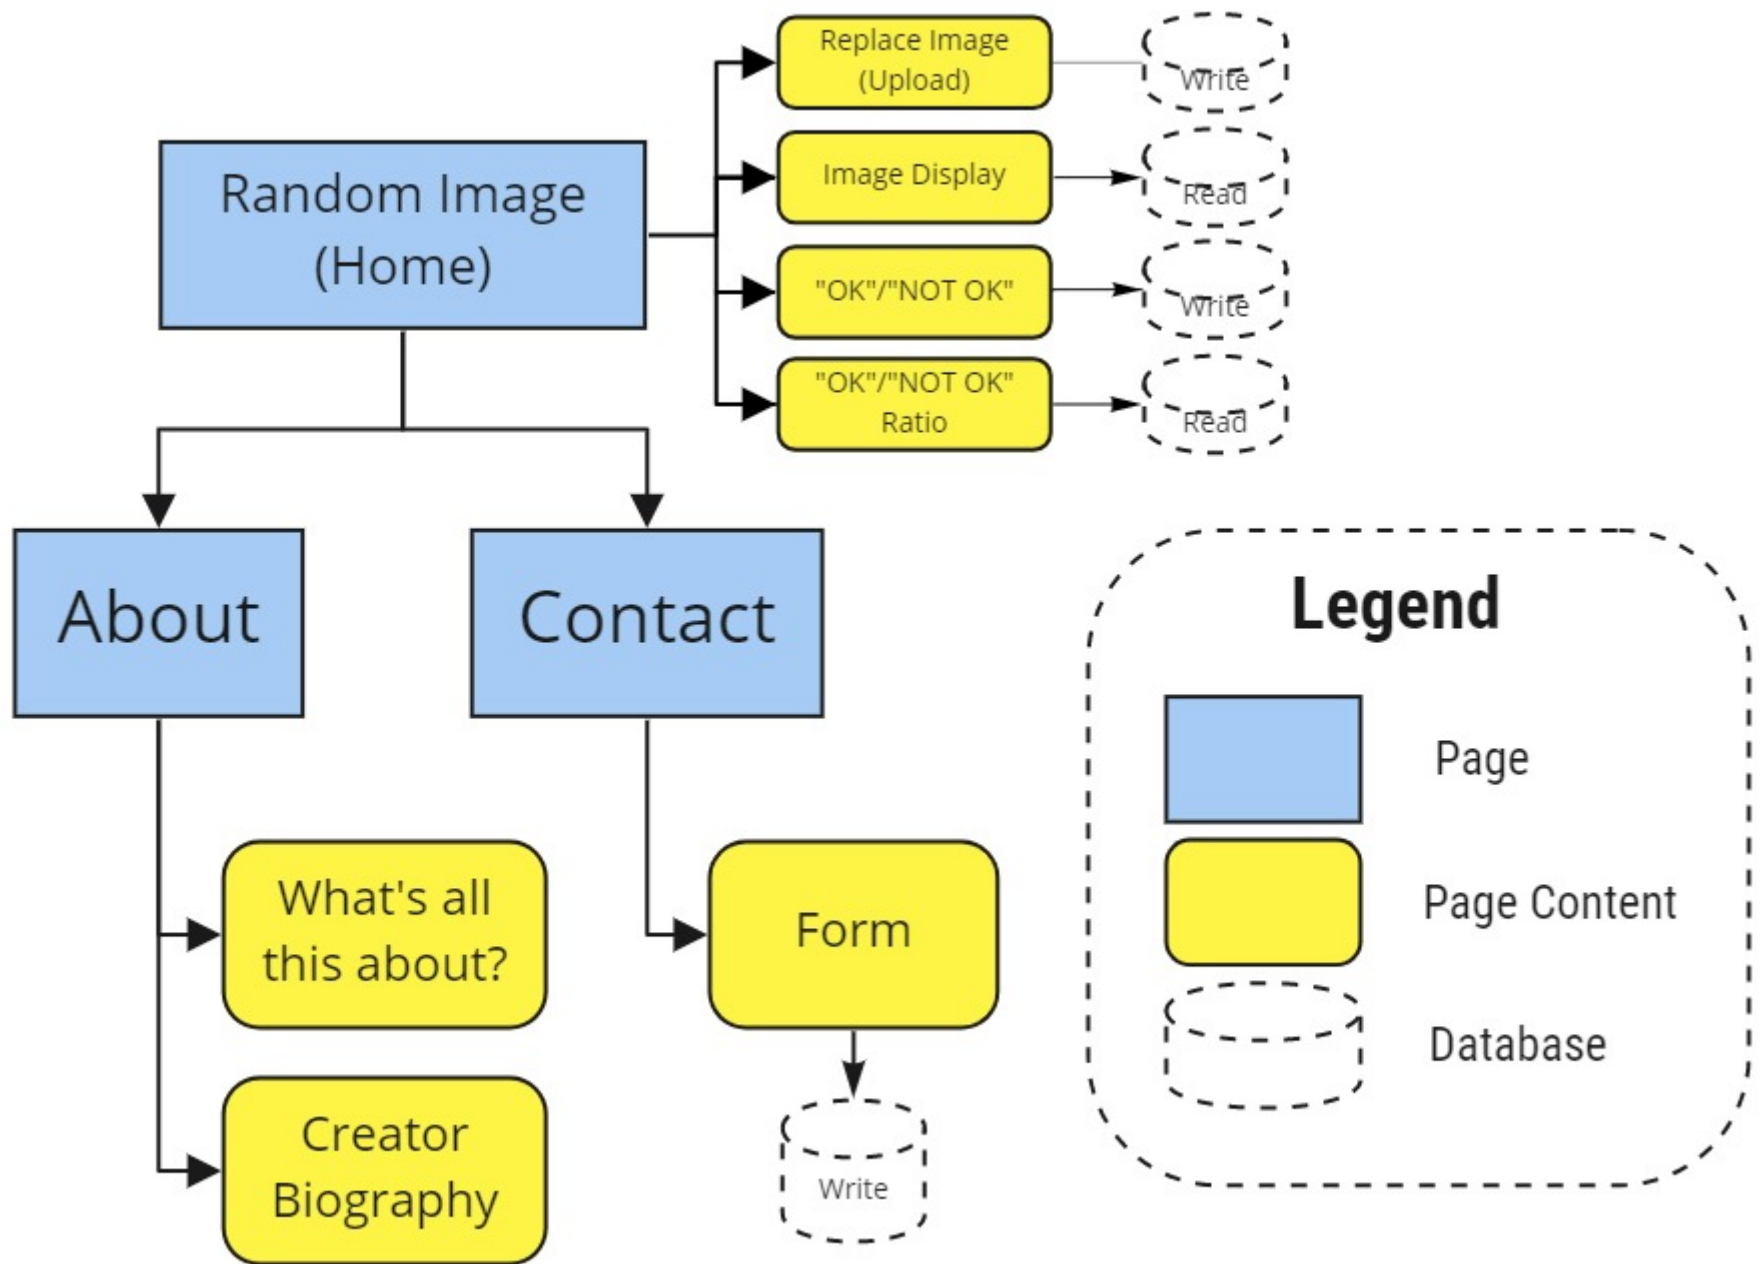 Replace Image
(Upload)
Write
Random Image
(Home)
Image Display
Read
"OK"/"NOT OK"
Write
"OK"/"NOT OK"
Ratio
Read
About
Contact
What's all
this about?
Form
Creator
Biography
Write
Legend
Page
Page Content
Database